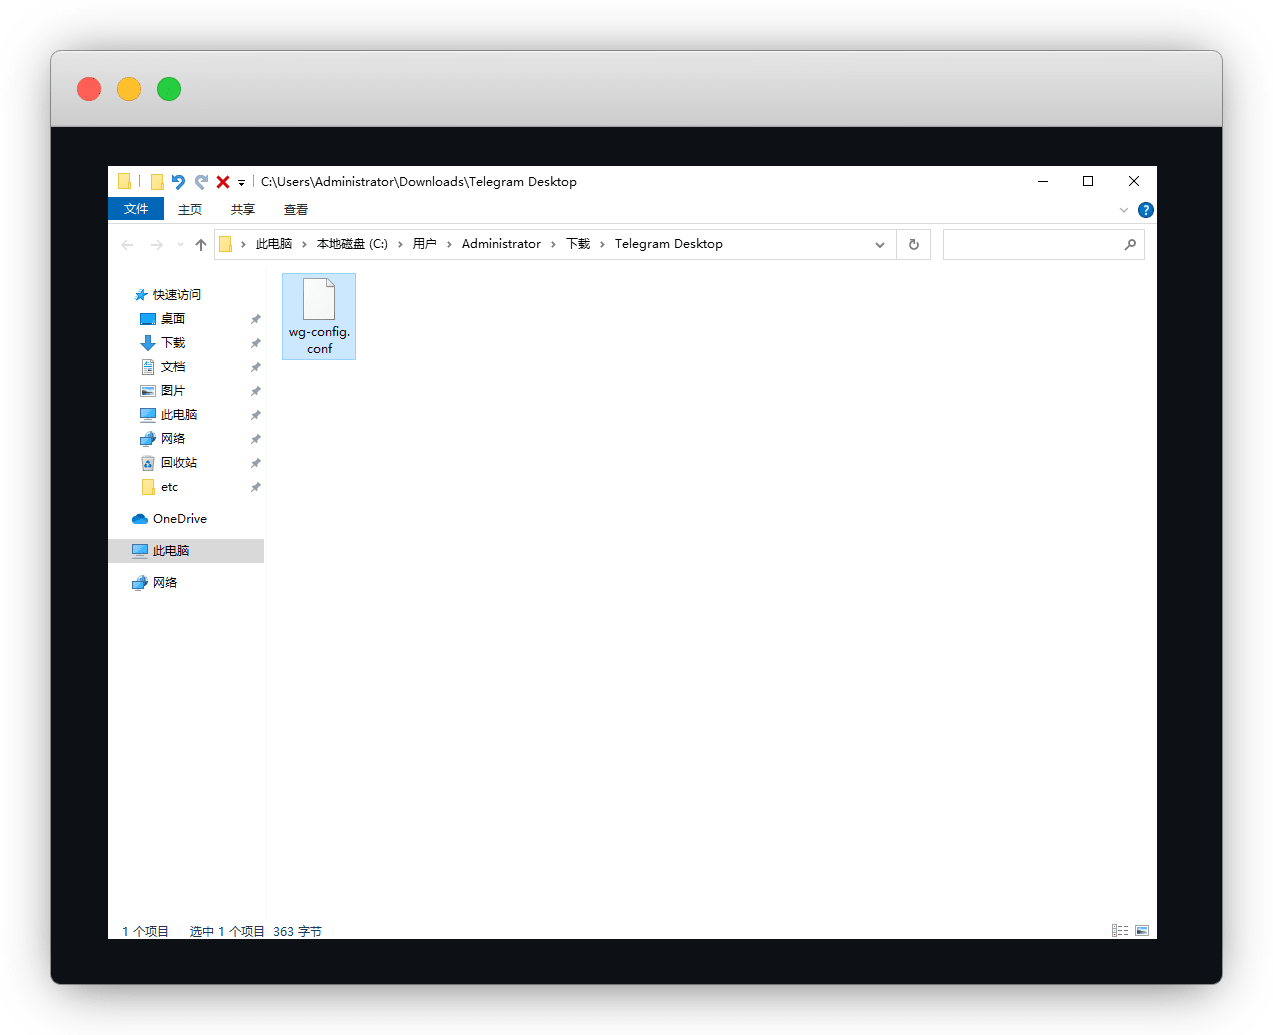 C:\Users\Administrator\Downloads\Telegram Desktop
文件 主页 共享 查看
此电脑 本地磁盘 (C:) 用户 Administrator 下载 Telegram Desktop
快速访问
桌面
下载
文档
图片
此电脑
网络
回收站
etc
OneDrive
此电脑
网络
wg-config.
conf
1 个项目 选中 1 个项目 363 字节